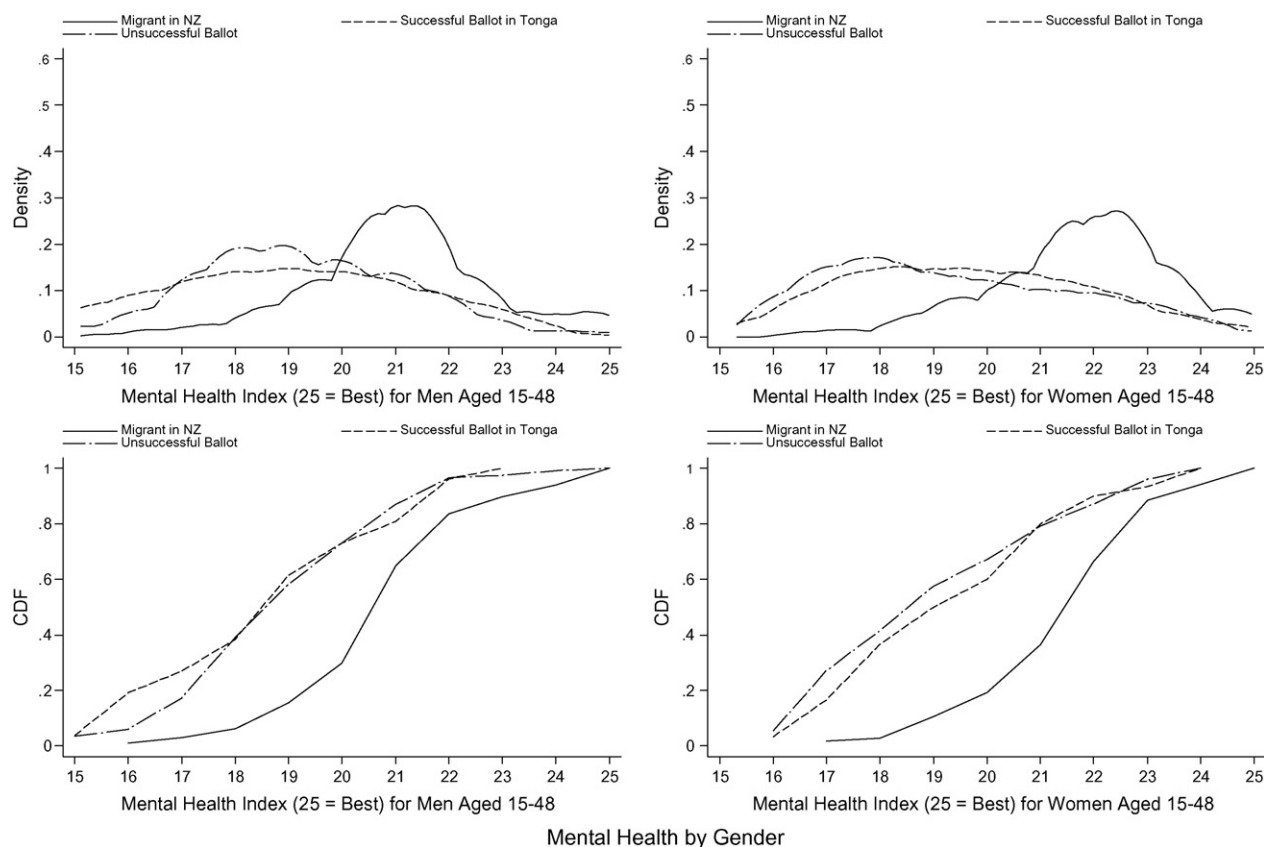 Migrant in NZ Successful Ballot in Tonga
Unsuccessful Ballot
.6
.5
.4
.3
.2
.1
0
Density
15 16 17 18 19 20 21 22 23 24 25
Mental Health Index (25 = Best) for Men Aged 15-48
Migrant in NZ Successful Ballot in Tonga
Unsuccessful Ballot
.6
.5
.4
.3
.2
.1
0
Density
15 16 17 18 19 20 21 22 23 24 25
Mental Health Index (25 = Best) for Women Aged 15-48
Migrant in NZ Successful Ballot in Tonga
Unsuccessful Ballot
1
.8
.6
.4
.2
0
CDF
15 16 17 18 19 20 21 22 23 24 25
Mental Health Index (25 = Best) for Men Aged 15-48
Migrant in NZ Successful Ballot in Tonga
Unsuccessful Ballot
1
.8
.6
.4
.2
0
CDF
15 16 17 18 19 20 21 22 23 24 25
Mental Health Index (25 = Best) for Women Aged 15-48
Mental Health by Gender